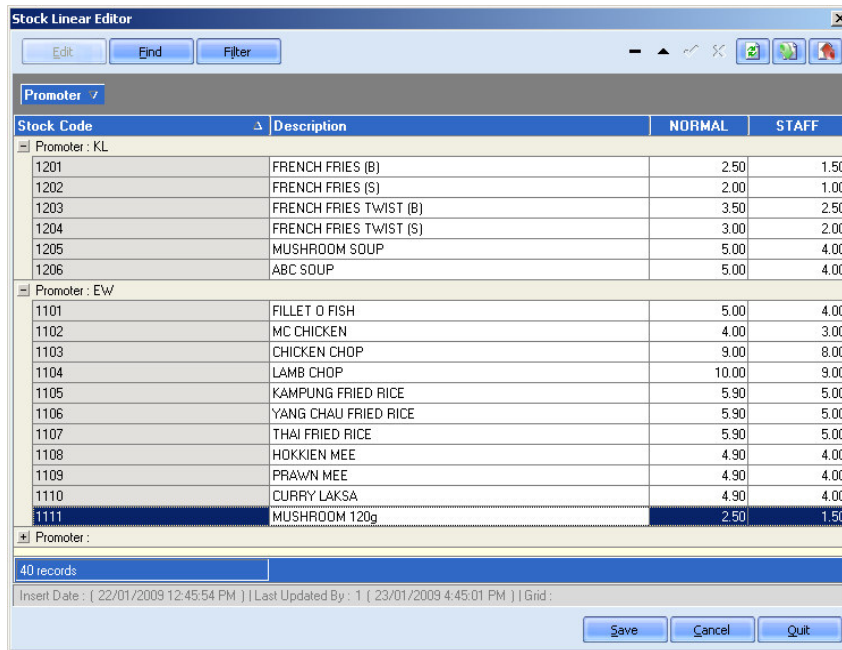 Stock Linear Editor
Edit Find Filter
Promoter
Stock Code Description NORMAL STAFF
Promoter : KL
1201 FRENCH FRIES (B) 2.50 1.50
1202 FRENCH FRIES (S) 2.00 1.00
1203 FRENCH FRIES TWIST (B) 3.50 2.50
1204 FRENCH FRIES TWIST (S) 3.00 2.00
1205 MUSHROOM SOUP 5.00 4.00
1206 ABC SOUP 5.00 4.00
Promoter : EW
1101 FILLET O FISH 5.00 4.00
1102 MC CHICKEN 4.00 3.00
1103 CHICKEN CHOP 9.00 8.00
1104 LAMB CHOP 10.00 9.00
1105 KAMPUNG FRIED RICE 5.90 5.00
1106 YANG CHAU FRIED RICE 5.90 5.00
1107 THAI FRIED RICE 5.90 5.00
1108 HOKKIEN MEE 4.90 4.00
1109 PRAWN MEE 4.90 4.00
1110 CURRY LAKSA 4.90 4.00
1111 MUSHROOM 120g 2.50 1.50
Promoter :
40 records
Insert Date : ( 22/01/2009 12:45:54 PM ) | Last Updated By : 1 ( 23/01/2009 4:45:01 PM ) | Grid :
Save Cancel Quit